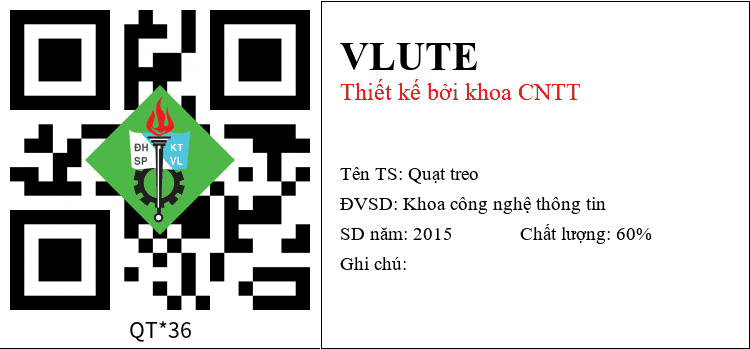 ĐH KT
SP VL
QT*36
VLUTE
Thiết kế bởi khoa CNTT
Tên TS: Quạt treo
ĐVSD: Khoa công nghệ thông tin
SD năm: 2015 Chất lượng: 60%
Ghi chú: